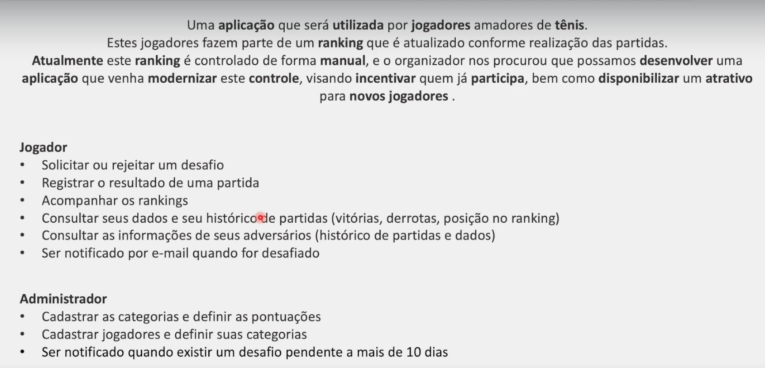 Uma aplicação que será utilizada por jogadores amadores de tênis.
Estes jogadores fazem parte de um ranking que é atualizado conforme realização das partidas.
Atualmente este ranking é controlado de forma manual, e o organizador nos procurou que possamos desenvolver uma
aplicação que venha modernizar este controle, visando incentivar quem já participa, bem como disponibilizar um atrativo
para novos jogadores .
Jogador
• Solicitar ou rejeitar um desafio
• Registrar o resultado de uma partida
• Acompanhar os rankings
• Consultar seus dados e seu histórico de partidas (vitórias, derrotas, posição no ranking)
• Consultar as informações de seus adversários (histórico de partidas e dados)
• Ser notificado por e-mail quando for desafiado
Administrador
• Cadastrar as categorias e definir as pontuações
• Cadastrar jogadores e definir suas categorias
• Ser notificado quando existir um desafio pendente a mais de 10 dias